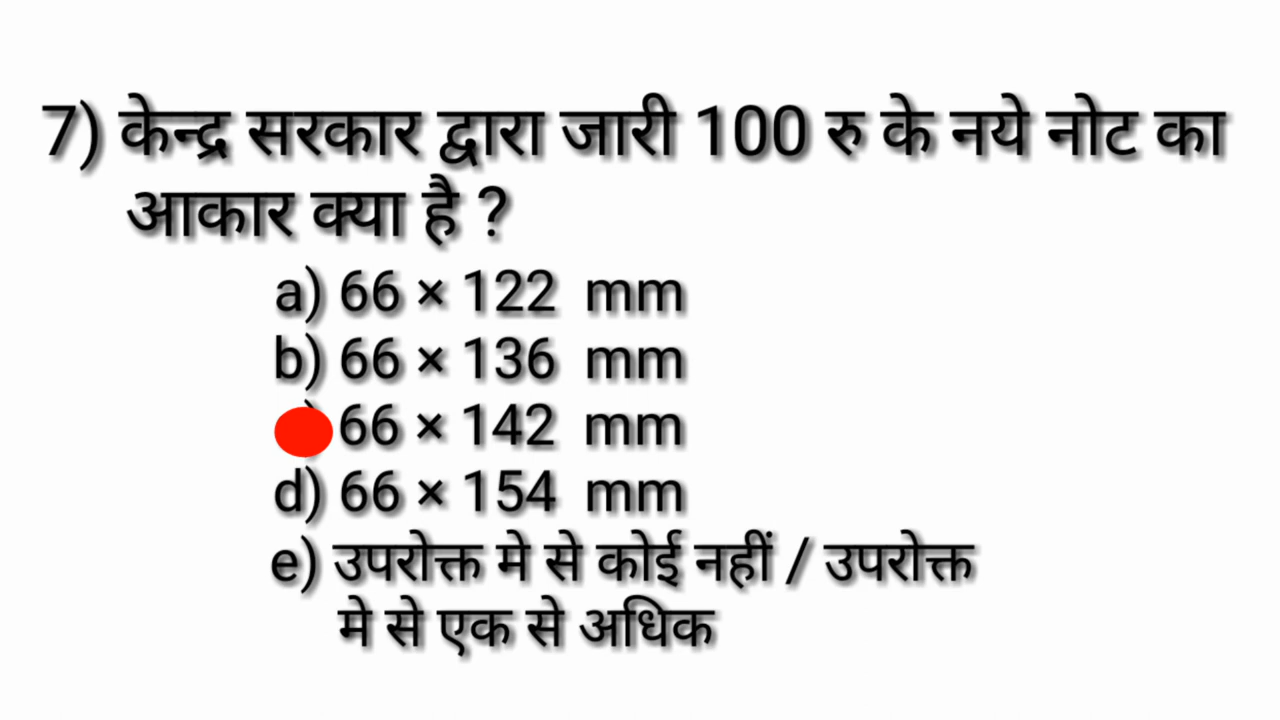 7) केन्द्र सरकार द्वारा जारी 100 रु के नये नोट का
आकार क्या है ?
a) 66 × 122 mm
b) 66 × 136 mm
) 66 × 142 mm
d) 66 × 154 mm
e) उपरोक्त मे से कोई नहीं / उपरोक्त
मे से एक से अधिक